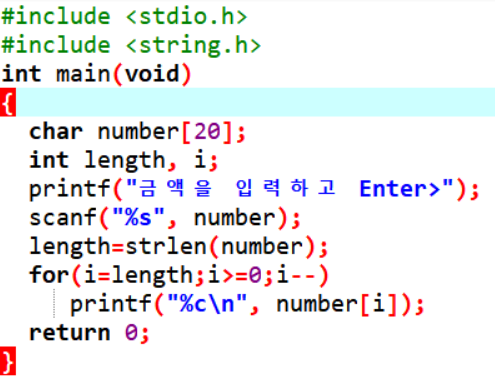 #include <stdio.h>
#include <string.h>
int main(void)
{
char number[20];
int length, i;
printf("금액을 입력하고 Enter>");
scanf("%s", number);
length=strlen(number);
for(i=length;i>=0;i--)
printf("%c\n", number[i]);
return 0;
}